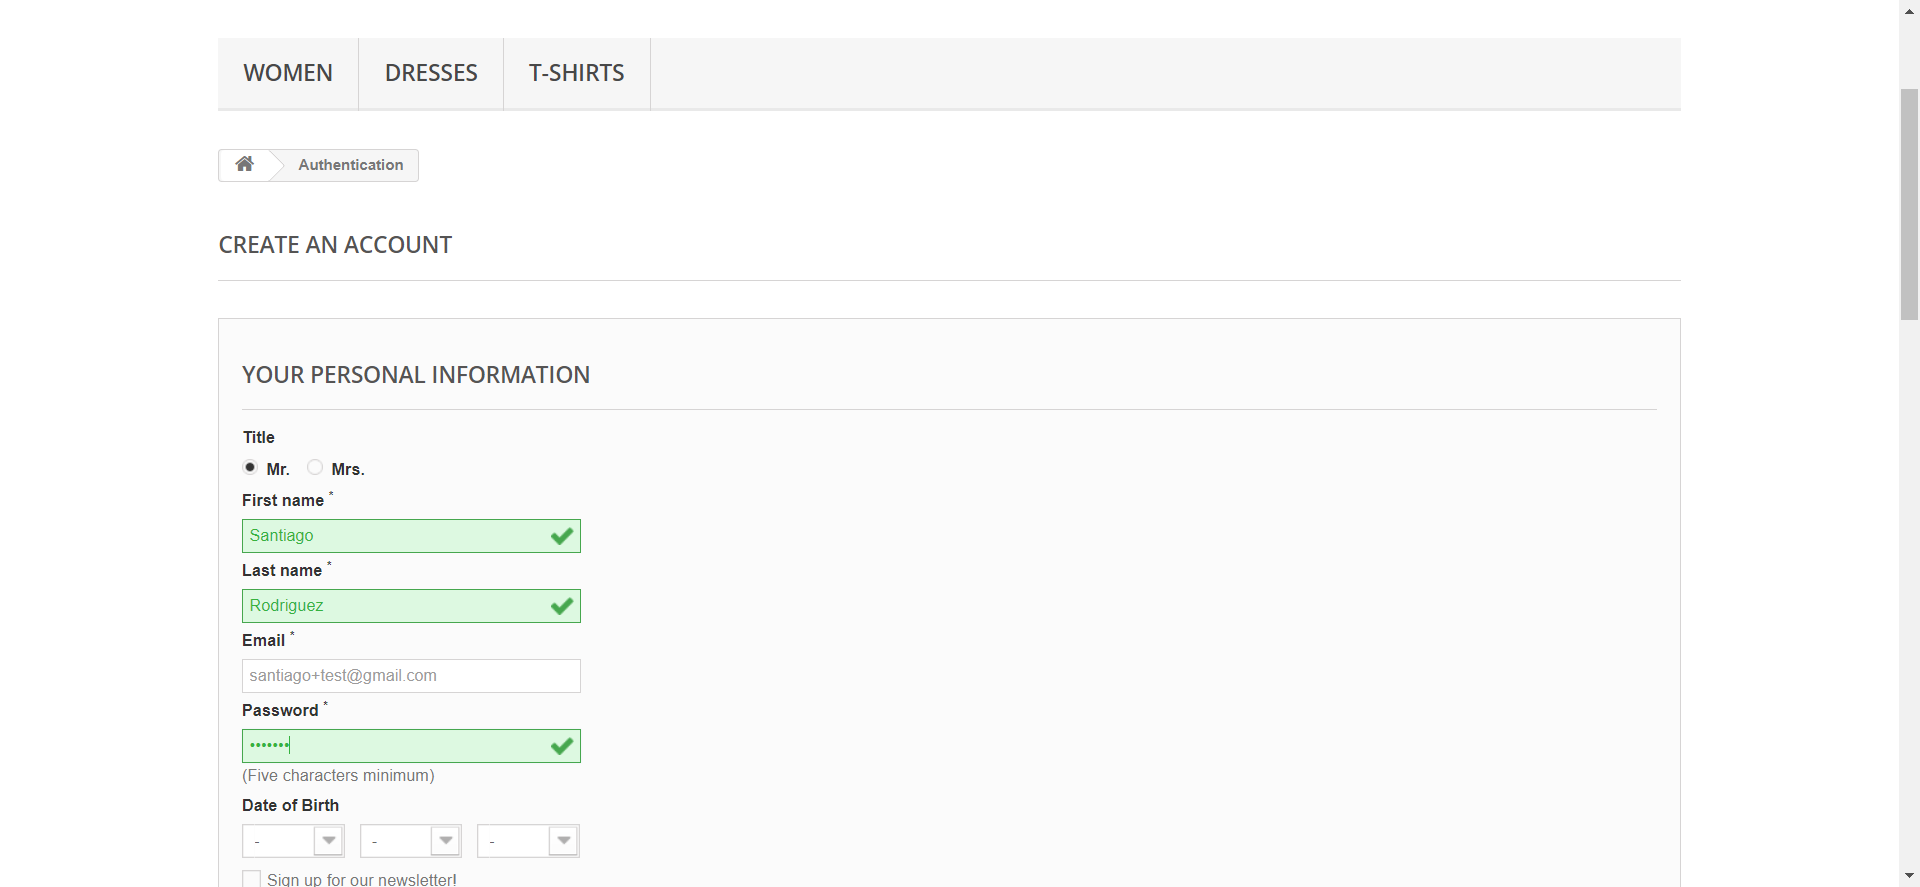 WOMEN DRESSES T-SHIRTS
Authentication
CREATE AN ACCOUNT
YOUR PERSONAL INFORMATION
Title
Mr. Mrs.
First name *
Santiago
Last name *
Rodriguez
Email *
santiago+test@gmail.com
Password *
•••••••
(Five characters minimum)
Date of Birth
- - -
Sign up for our newsletter!